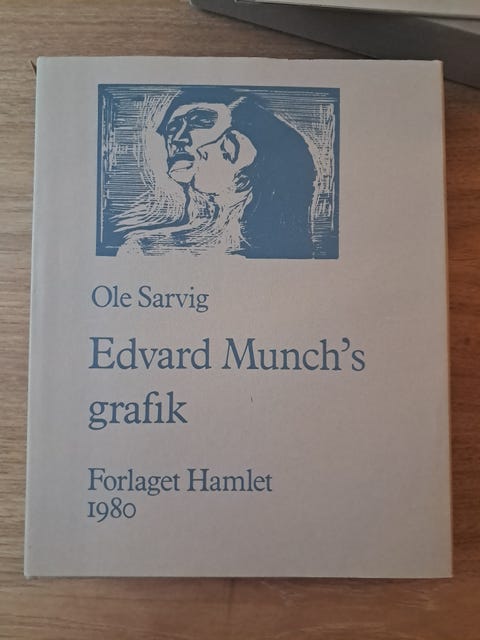 Ole Sarvig
Edvard Munch's
grafik
Forlaget Hamlet
1980